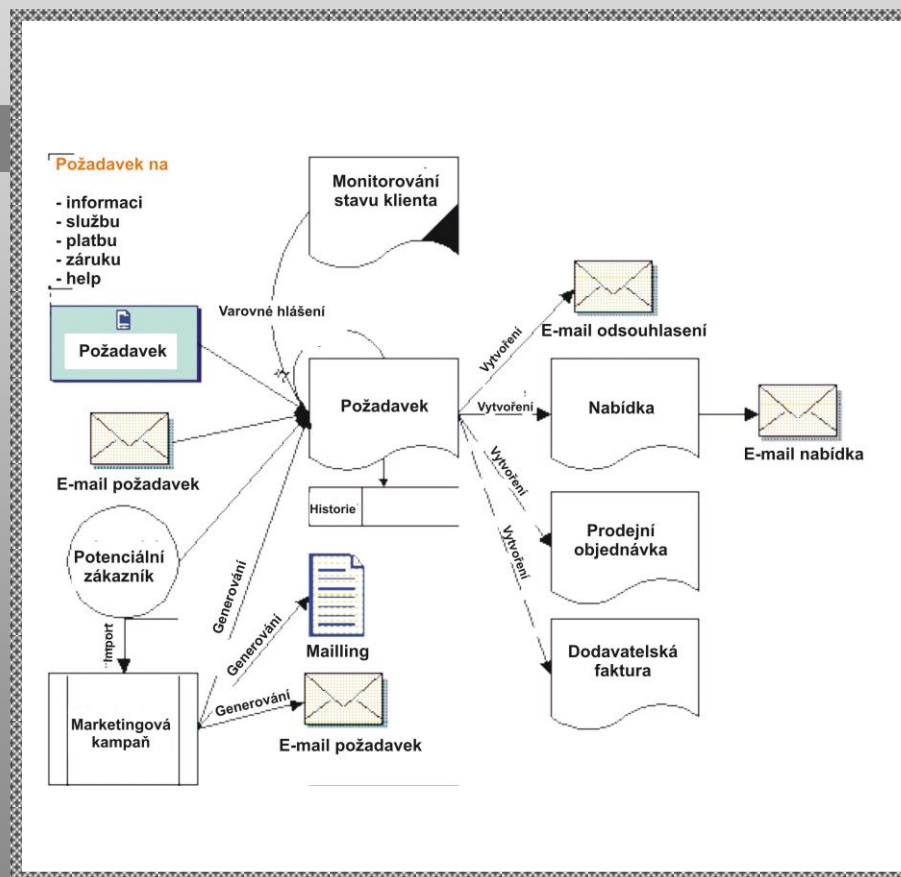 Požadavek na
- informaci
- službu
- platbu
- záruku
- help
Monitorování
stavu klienta
Varovné hlášení
Požadavek
Požadavek
E-mail požadavek
Historie
Potenciální
zákazník
Import
Marketingová
kampaň
Generování
Generování
Generování
Mailling
E-mail požadavek
Vytvoření
E-mail odsouhlasení
Vytvoření
Nabídka
E-mail nabídka
Vytvoření
Prodejní
objednávka
Vytvoření
Dodavatelská
faktura